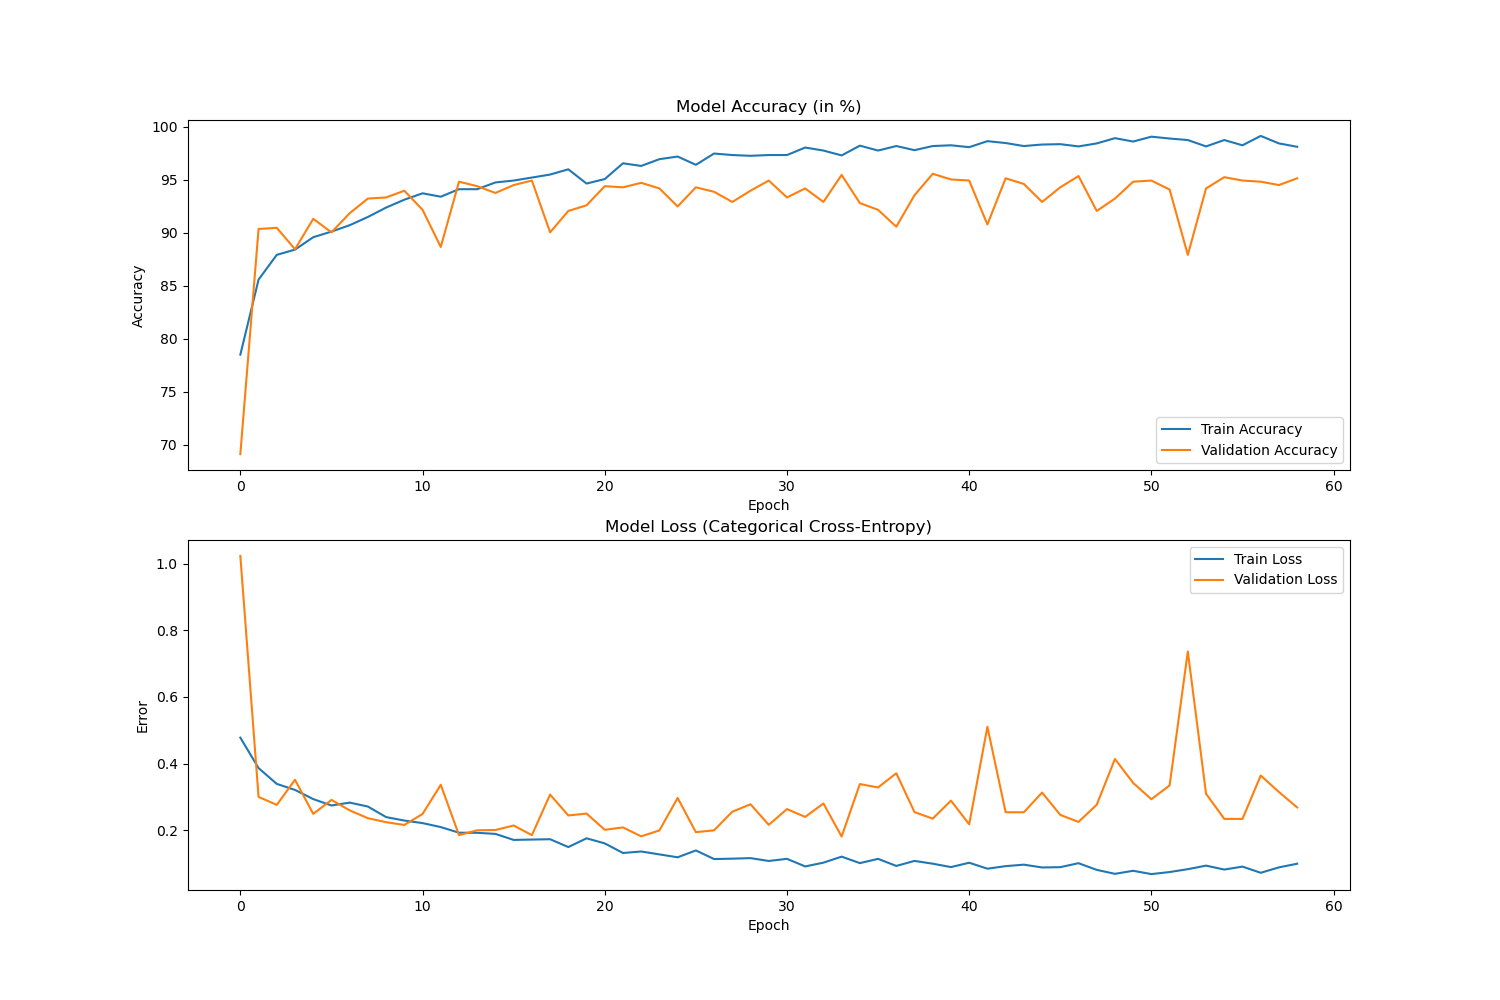 Model Accuracy (in %)
100
95
90
85
80
75
70
Accuracy
Train Accuracy
Validation Accuracy
0 10 20 30 40 50 60
Epoch
Model Loss (Categorical Cross-Entropy)
1.0
0.8
0.6
0.4
0.2
Error
Train Loss
Validation Loss
0 10 20 30 40 50 60
Epoch